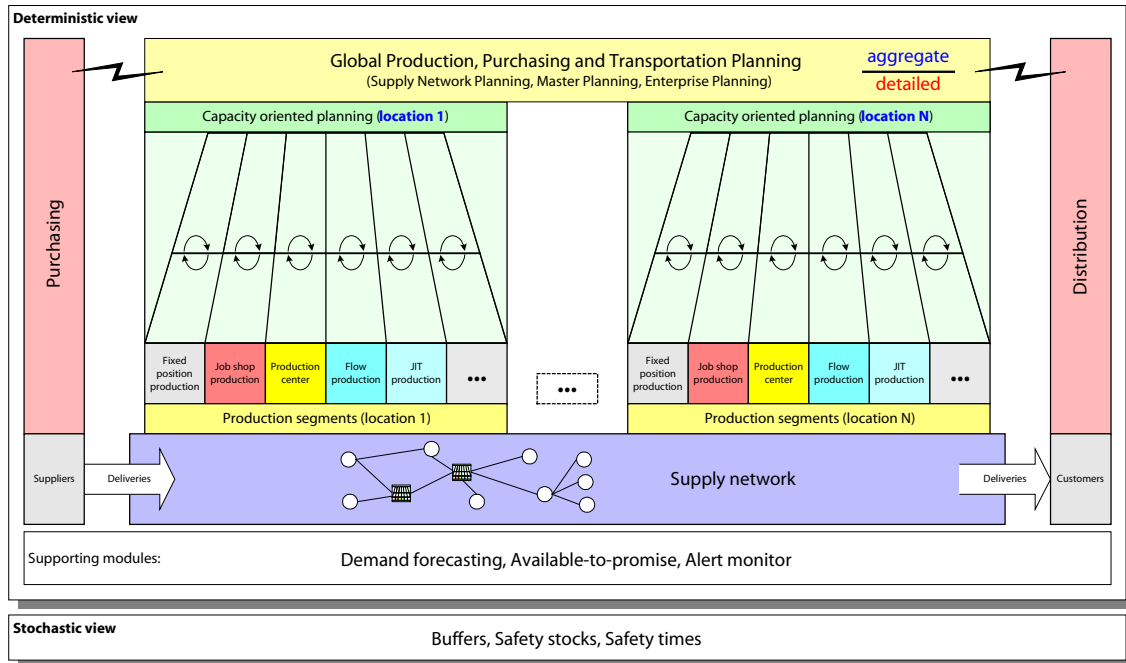 Deterministic view
Global Production, Purchasing and Transportation Planning
(Supply Network Planning, Master Planning, Enterprise Planning)
aggregate
detailed
Purchasing
Distribution
Capacity oriented planning (location 1)
Capacity oriented planning (location N)
Fixed
position
production
Job shop
production
Production
center
Flow
production
JIT
production
•••
•••
Fixed
position
production
Job shop
production
Production
center
Flow
production
JIT
production
•••
Production segments (location 1)
Production segments (location N)
Suppliers
Deliveries
Supply network
Deliveries
Customers
Supporting modules:
Demand forecasting, Available-to-promise, Alert monitor
Stochastic view
Buffers, Safety stocks, Safety times